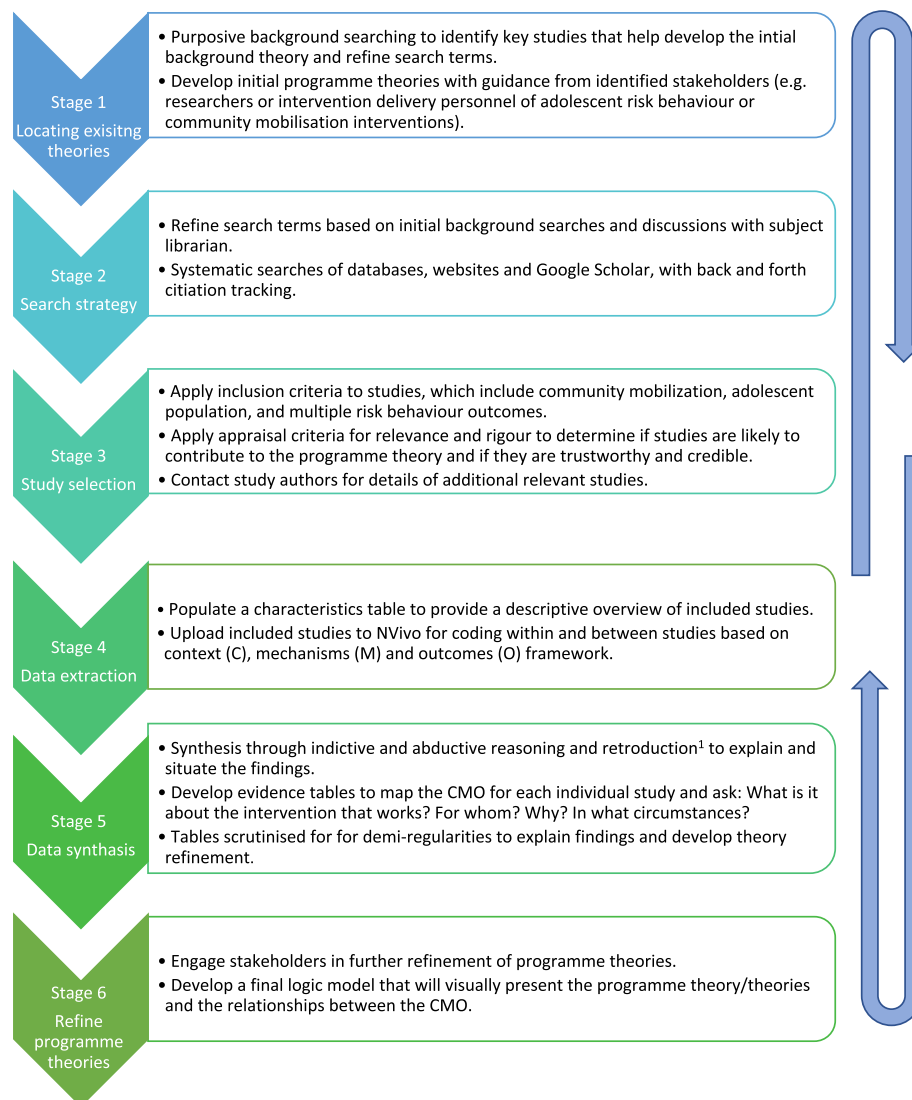 Stage 1
Locating exisitng
theories
• Purposive background searching to identify key studies that help develop the intial
background theory and refine search terms.
• Develop initial programme theories with guidance from identified stakeholders (e.g.
researchers or intervention delivery personnel of adolescent risk behaviour or
community mobilisation interventions).
Stage 2
Search strategy
• Refine search terms based on initial background searches and discussions with subject
librarian.
• Systematic searches of databases, websites and Google Scholar, with back and forth
citiation tracking.
Stage 3
Study selection
• Apply inclusion criteria to studies, which include community mobilization, adolescent
population, and multiple risk behaviour outcomes.
• Apply appraisal criteria for relevance and rigour to determine if studies are likely to
contribute to the programme theory and if they are trustworthy and credible.
• Contact study authors for details of additional relevant studies.
Stage 4
Data extraction
• Populate a characteristics table to provide a descriptive overview of included studies.
• Upload included studies to NVivo for coding within and between studies based on
context (C), mechanisms (M) and outcomes (O) framework.
Stage 5
Data synthasis
• Synthesis through indictive and abductive reasoning and retroduction¹ to explain and
situate the findings.
• Develop evidence tables to map the CMO for each individual study and ask: What is it
about the intervention that works? For whom? Why? In what circumstances?
• Tables scrutinised for for demi-regularities to explain findings and develop theory
refinement.
Stage 6
Refine
programme
theories
• Engage stakeholders in further refinement of programme theories.
• Develop a final logic model that will visually present the programme theory/theories
and the relationships between the CMO.